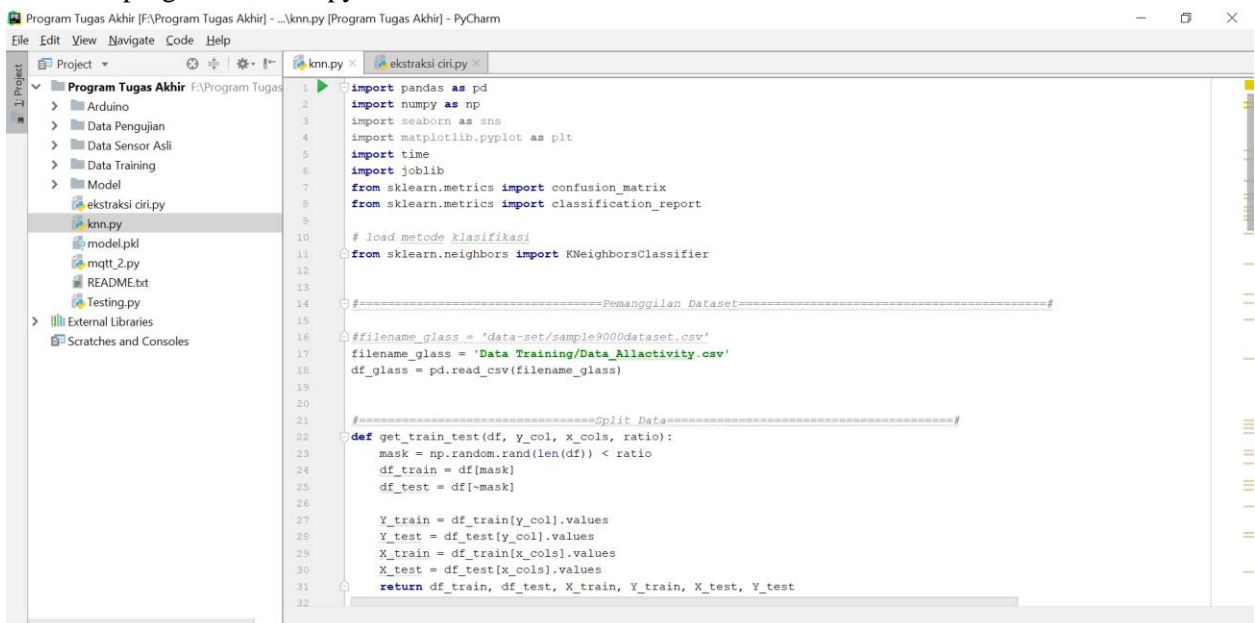 Program Tugas Akhir [F:\Program Tugas Akhir] - ...\knn.py [Program Tugas Akhir] - PyCharm
File Edit View Navigate Code Help
Project
knn.py
ekstraksi ciri.py
1: Project
Program Tugas Akhir F:\Program Tugas
Arduino
Data Pengujian
Data Sensor Asli
Data Training
Model
ekstraksi ciri.py
knn.py
model.pkl
mqtt_2.py
README.txt
Testing.py
External Libraries
Scratches and Consoles
1 import pandas as pd
2 import numpy as np
3 import seaborn as sns
4 import matplotlib.pyplot as plt
5 import time
6 import joblib
7 from sklearn.metrics import confusion_matrix
8 from sklearn.metrics import classification_report
9
10 # load metode klasifikasi
11 from sklearn.neighbors import KNeighborsClassifier
12
13
14 #==================================Pemanggilan Dataset===========================================#
15
16 #filename_glass = 'data-set/sample9000dataset.csv'
17 filename_glass = 'Data Training/Data_Allactivity.csv'
18 df_glass = pd.read_csv(filename_glass)
19
20
21 #=================================Split Data========================================#
22 def get_train_test(df, y_col, x_cols, ratio):
23 mask = np.random.rand(len(df)) < ratio
24 df_train = df[mask]
25 df_test = df[~mask]
26
27 Y_train = df_train[y_col].values
28 Y_test = df_test[y_col].values
29 X_train = df_train[x_cols].values
30 X_test = df_test[x_cols].values
31 return df_train, df_test, X_train, Y_train, X_test, Y_test
32